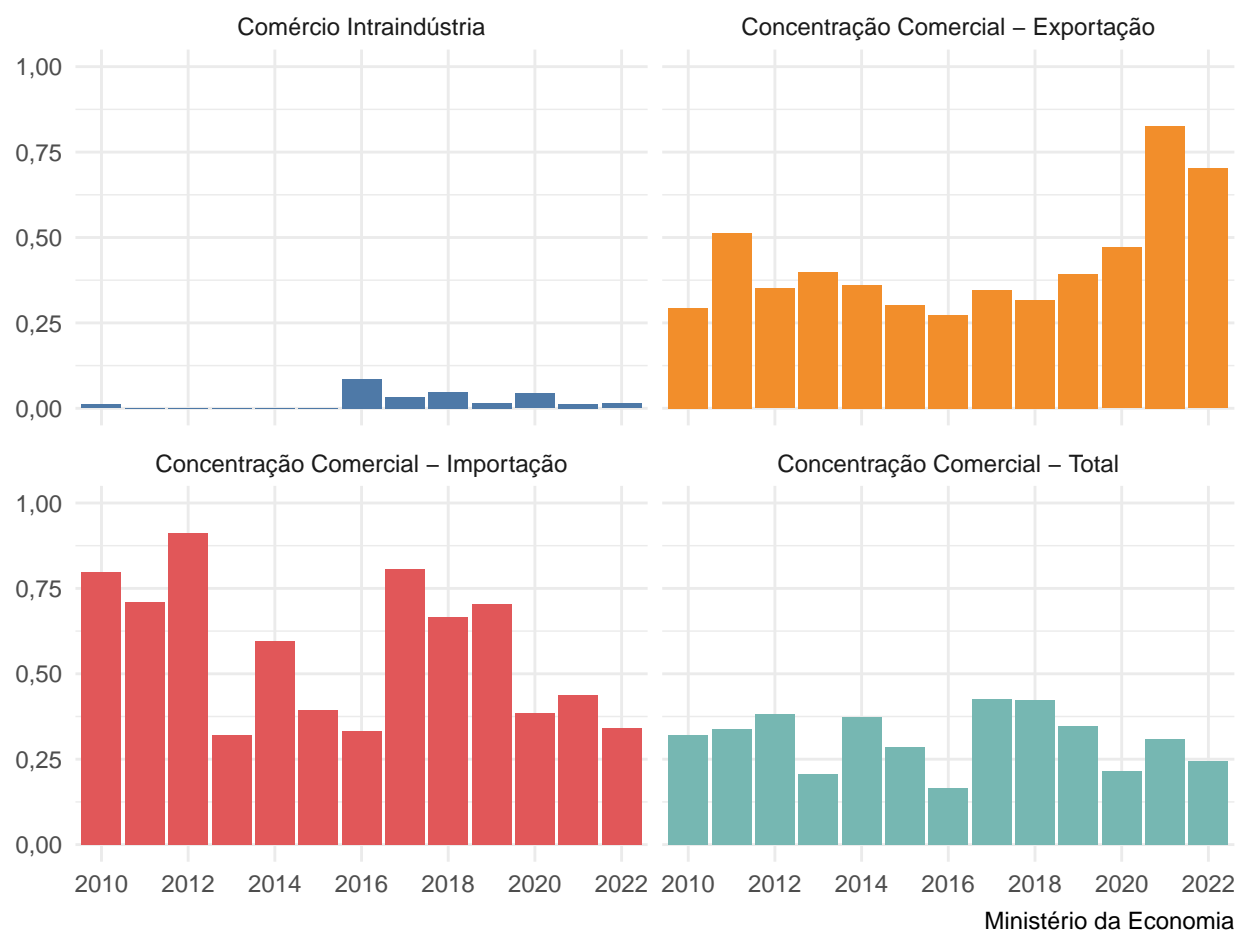 Comércio Intraindústria
Concentração Comercial – Exportação
1,00
0,75
0,50
0,25
0,00
Concentração Comercial – Importação
Concentração Comercial – Total
1,00
0,75
0,50
0,25
0,00
2010 2012 2014 2016 2018 2020 2022
2010 2012 2014 2016 2018 2020 2022
Ministério da Economia